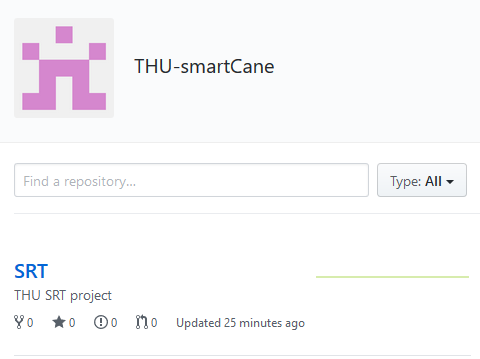 THU-smartCane
Find a repository...
Type: All
SRT
THU SRT project
0 0 0 0 Updated 25 minutes ago